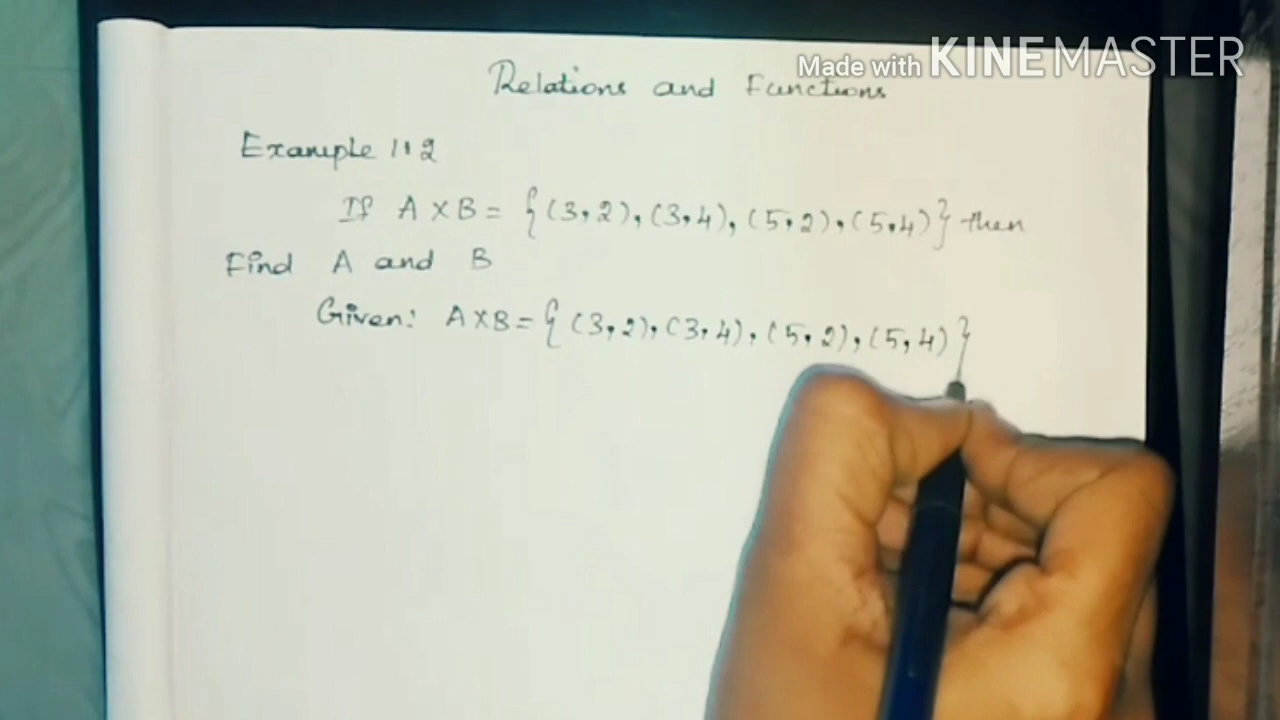 Made with KINEMASTER
Relations and Functions
Example 1.2
If A × B = {(3,2), (3,4), (5,2), (5,4)} then
Find A and B
Given: A×B = { (3,2), (3,4), (5,2), (5,4) }